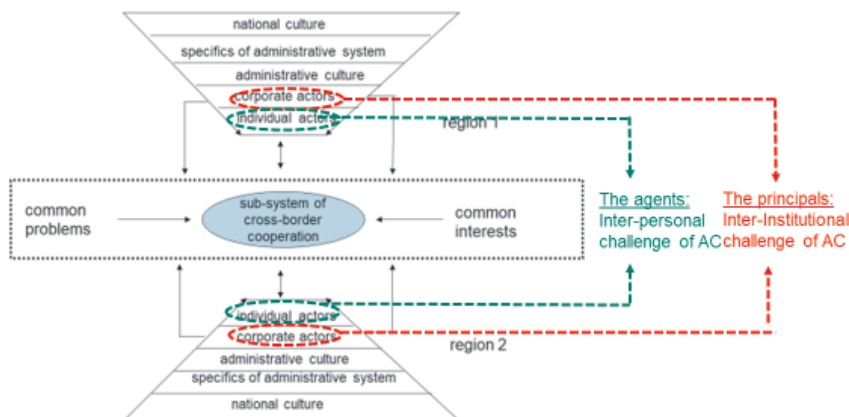 national culture
specifics of administrative system
administrative culture
corporate actors
individual actors
region 1
common
problems
sub-system of
cross-border
cooperation
common
interests
The agents:
Inter-personal
challenge of AC
The principals:
Inter-Institutional
challenge of AC
individual actors
corporate actors
region 2
administrative culture
specifics of administrative system
national culture